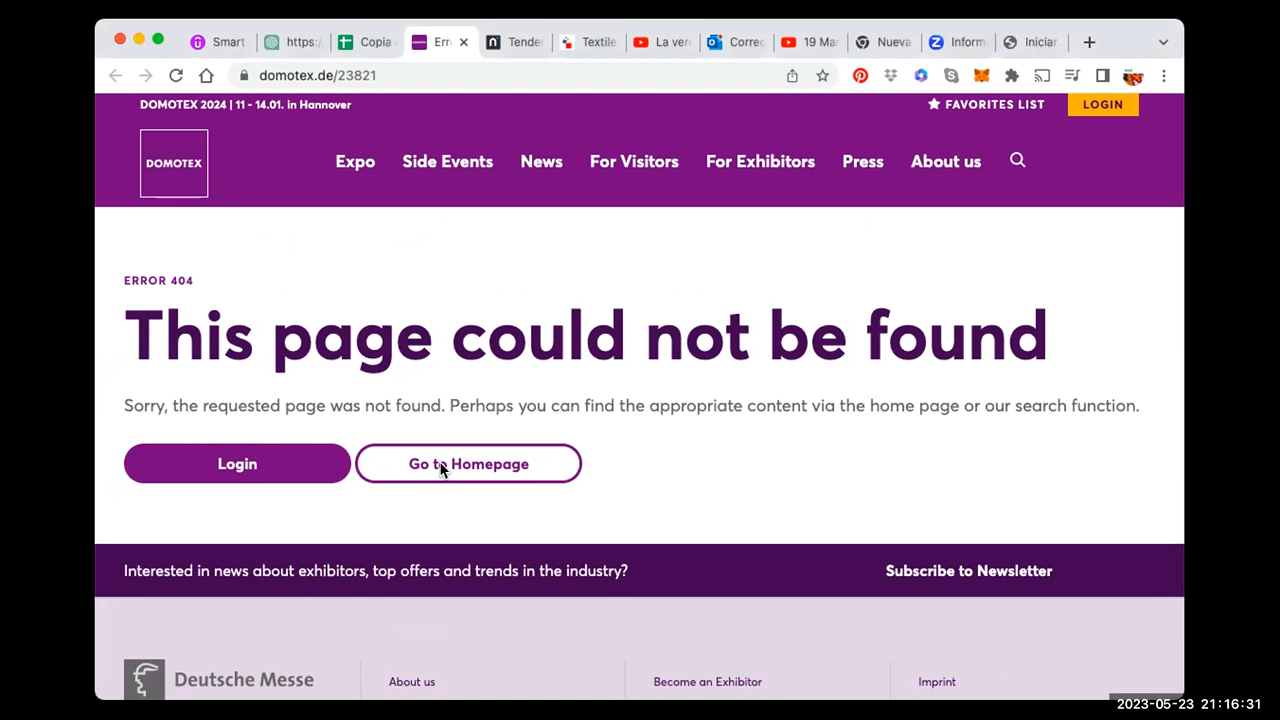 Smart
https:/
Copia
Err
Tende
Textile
La ver
Correo
19 Mar
Nueva
Inform
Iniciar
domotex.de/23821
DOMOTEX 2024 | 11 - 14.01. in Hannover
FAVORITES LIST
LOGIN
DOMOTEX
Expo
Side Events
News
For Visitors
For Exhibitors
Press
About us
ERROR 404
This page could not be found
Sorry, the requested page was not found. Perhaps you can find the appropriate content via the home page or our search function.
Login
Go to Homepage
Interested in news about exhibitors, top offers and trends in the industry?
Subscribe to Newsletter
Deutsche Messe
About us
Become an Exhibitor
Imprint
2023-05-23 21:16:31